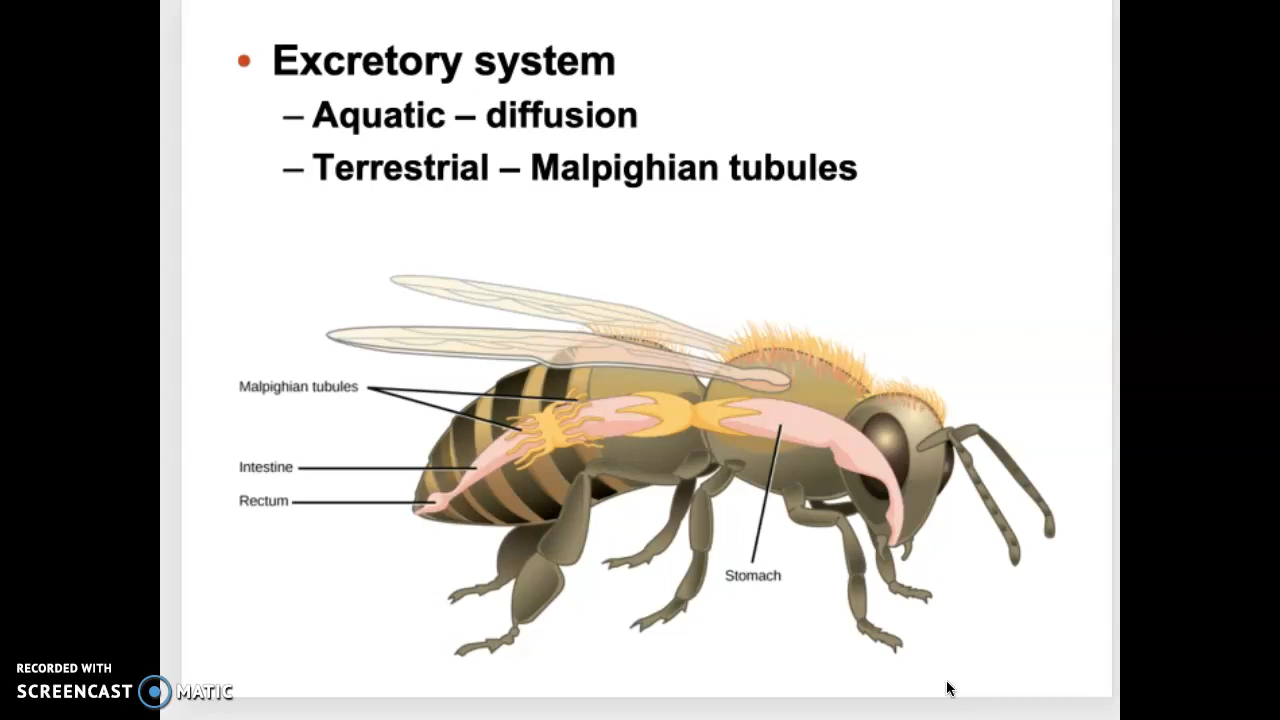 • Excretory system
– Aquatic – diffusion
– Terrestrial – Malpighian tubules
Malpighian tubules
Intestine
Rectum
Stomach
RECORDED WITH
SCREENCAST MATIC